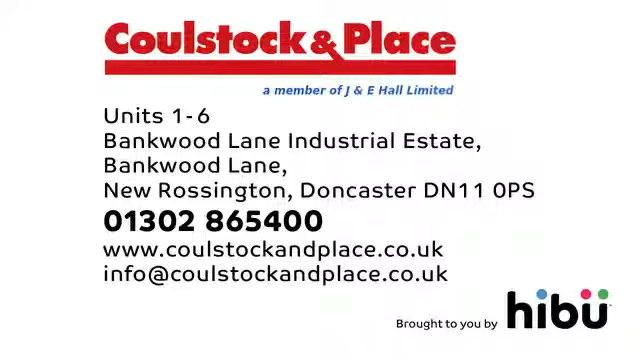 Coulstock & Place
a member of J & E Hall Limited
Units 1-6
Bankwood Lane Industrial Estate,
Bankwood Lane,
New Rossington, Doncaster DN11 0PS
01302 865400
www.coulstockandplace.co.uk
info@coulstockandplace.co.uk
Brought to you by hibü